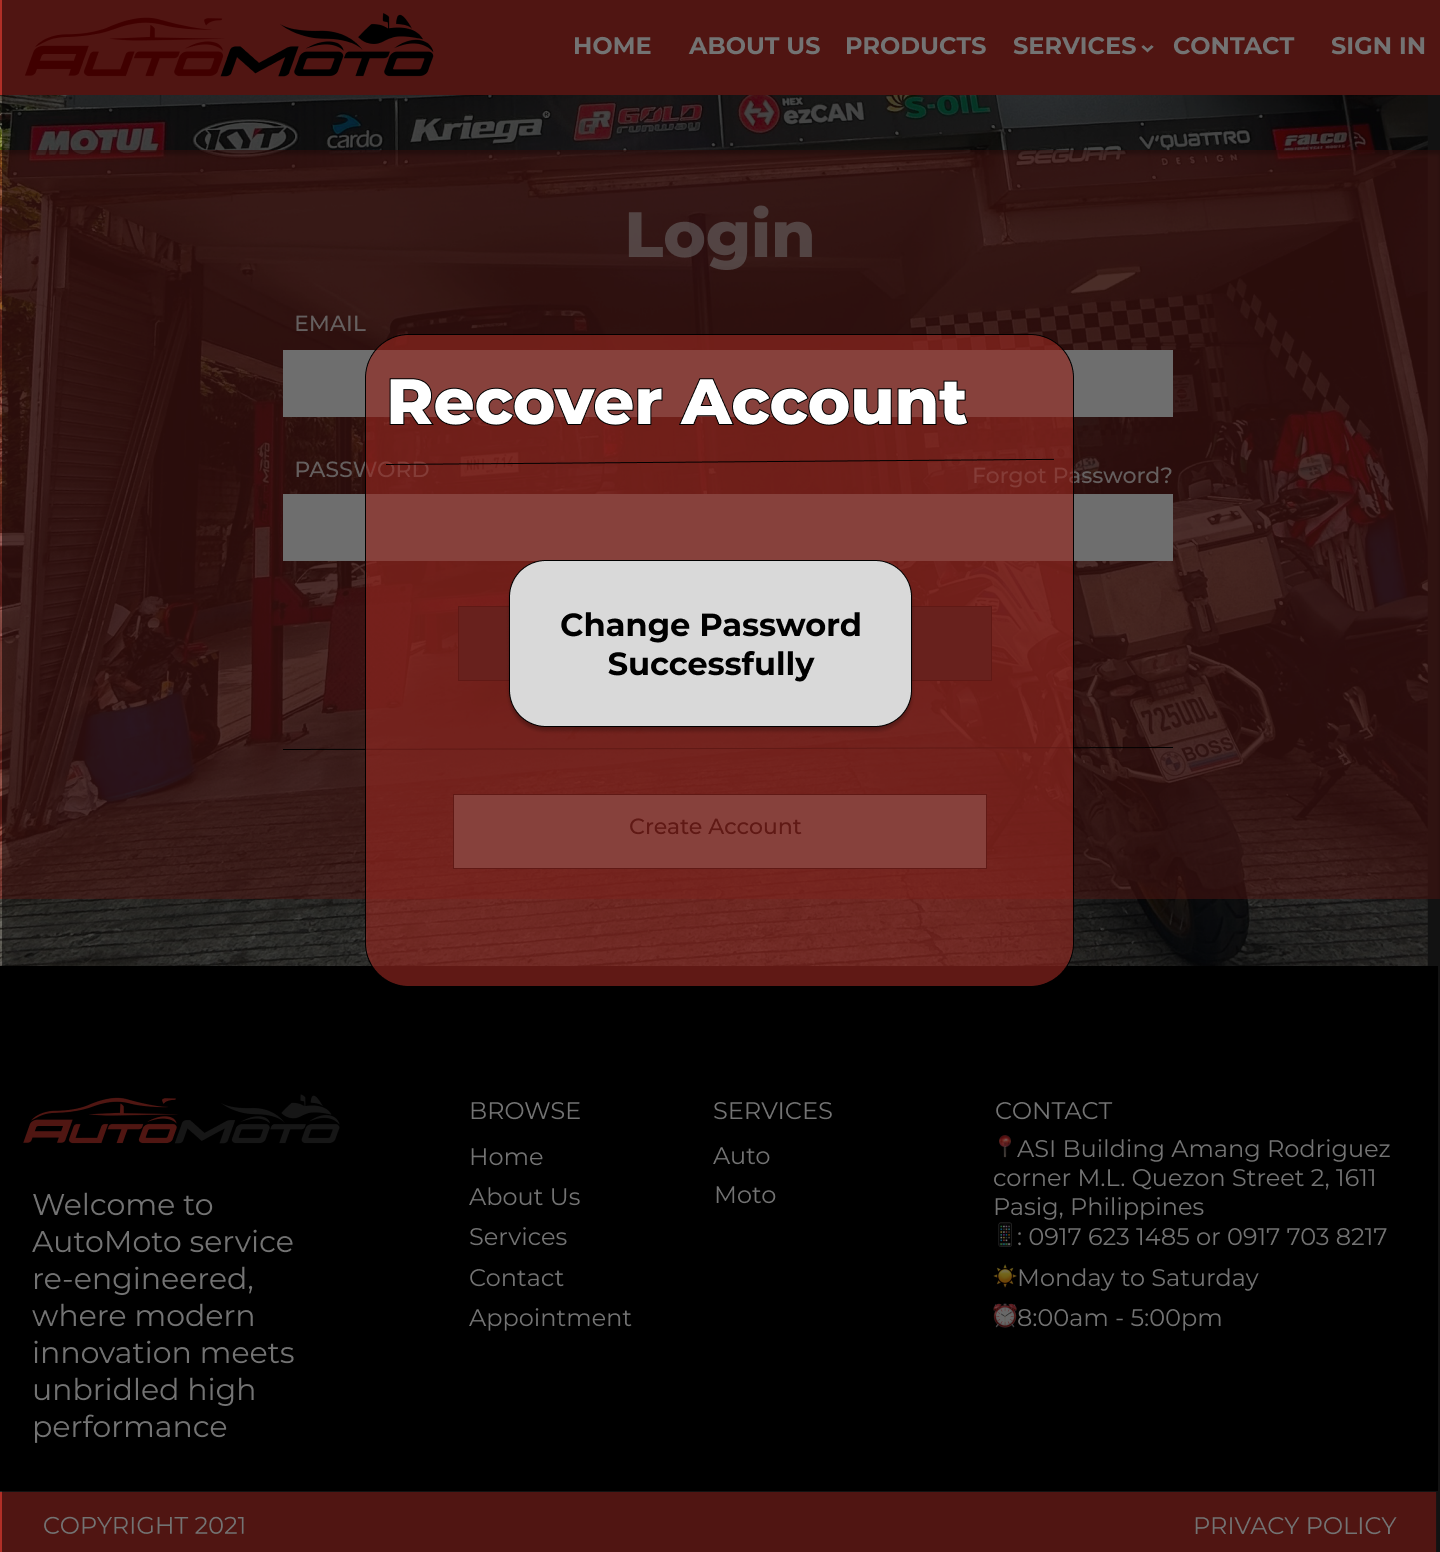 AUTOMOTO
HOME ABOUT US PRODUCTS SERVICES CONTACT SIGN IN
MOTUL KYT cardo Kriega® GR GOLD runway HEX ezCAN S-OIL
SEGURA V'QUATTRO DESIGN FALCO
Login
EMAIL
Recover Account
PASSWORD Forgot Password?
Change Password
Successfully
725UDL
BOSS
Create Account
AUTOMOTO
Welcome to
AutoMoto service
re-engineered,
where modern
innovation meets
unbridled high
performance
BROWSE
Home
About Us
Services
Contact
Appointment
SERVICES
Auto
Moto
CONTACT
📍ASI Building Amang Rodriguez
corner M.L. Quezon Street 2, 1611
Pasig, Philippines
📱: 0917 623 1485 or 0917 703 8217
☀️Monday to Saturday
⏰8:00am - 5:00pm
COPYRIGHT 2021 PRIVACY POLICY